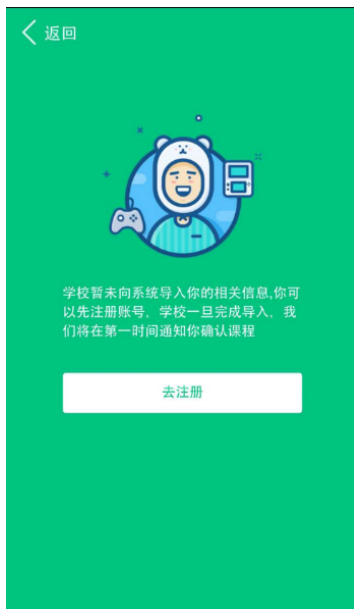 返回
学校暂未向系统导入你的相关信息,你可
以先注册账号、学校一旦完成导入、我
们将在第一时间通知你确认课程
去注册